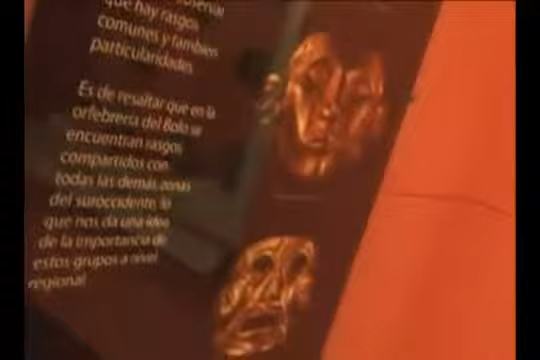 que hay rasgos
comunes y tambien
particularidades
Es de resaltar que en la
orfebrería del Bolo se
encuentran rasgos
compartidos con
todas las demás zonas
del suroccidente, lo
que nos da una idea
de la importancia de
estos grupos a nivel
regional